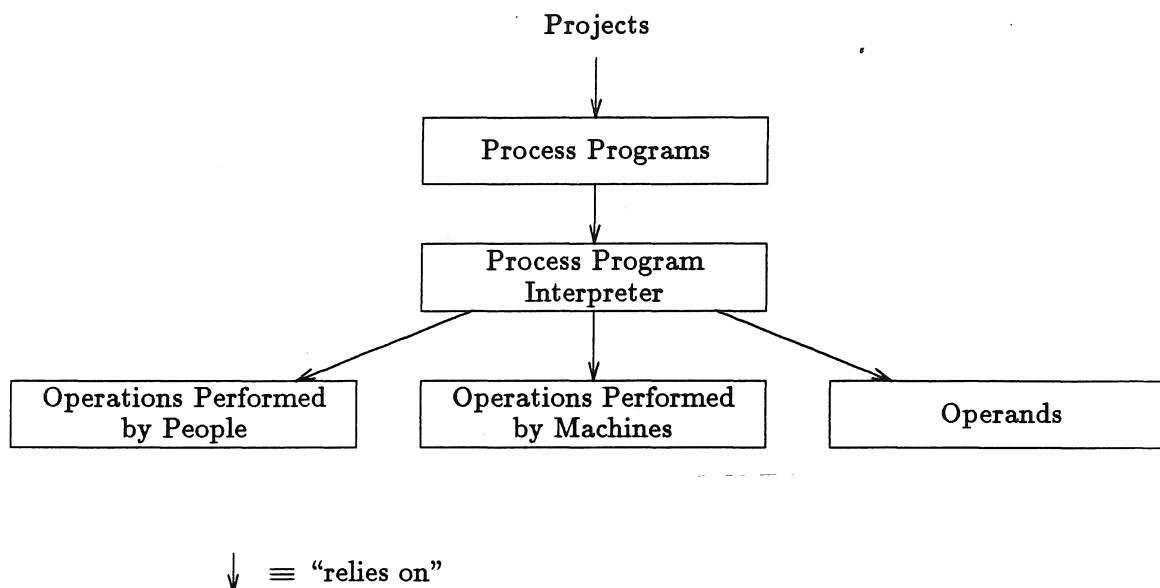 Projects
Process Programs
Process Program
Interpreter
Operations Performed
by People
Operations Performed
by Machines
Operands
↓ ≡ “relies on”